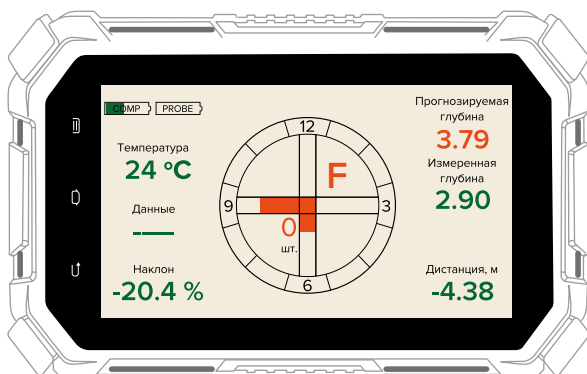 COMP PROBE
Температура
24 °C
Данные
Наклон
-20.4 %
12
F
9
3
0
шт.
6
Прогнозируемая
глубина
3.79
Измеренная
глубина
2.90
Дистанция, м
-4.38